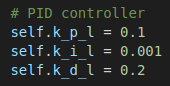 # PID controller
self.k_p_l = 0.1
self.k_i_l = 0.001
self.k_d_l = 0.2